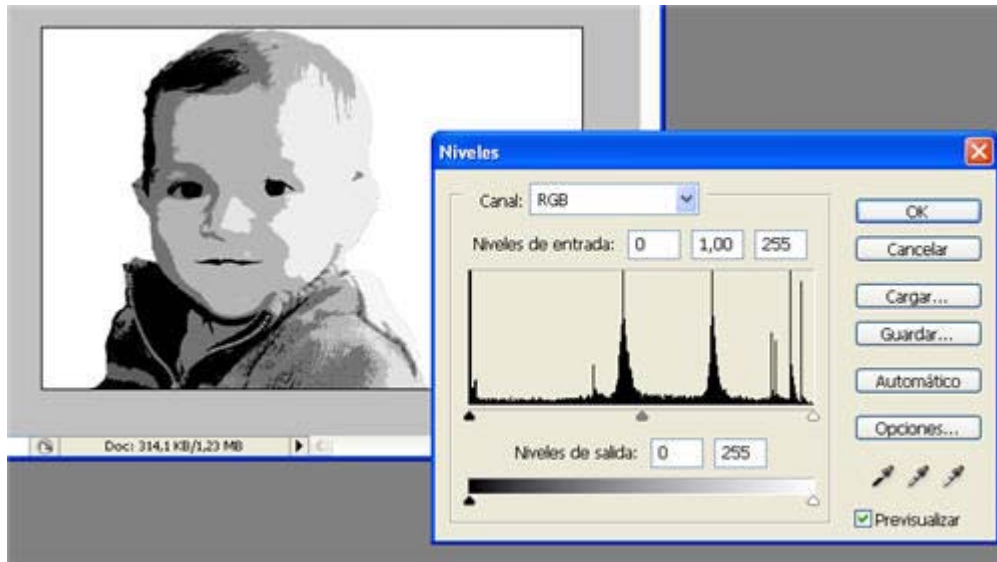 Niveles
Canal: RGB
OK
Niveles de entrada: 0 1,00 255
Cancelar
Cargar...
Guardar...
Automático
Opciones...
Doc: 314,1 KB/1,23 MB
Niveles de salida: 0 255
Previsualizar